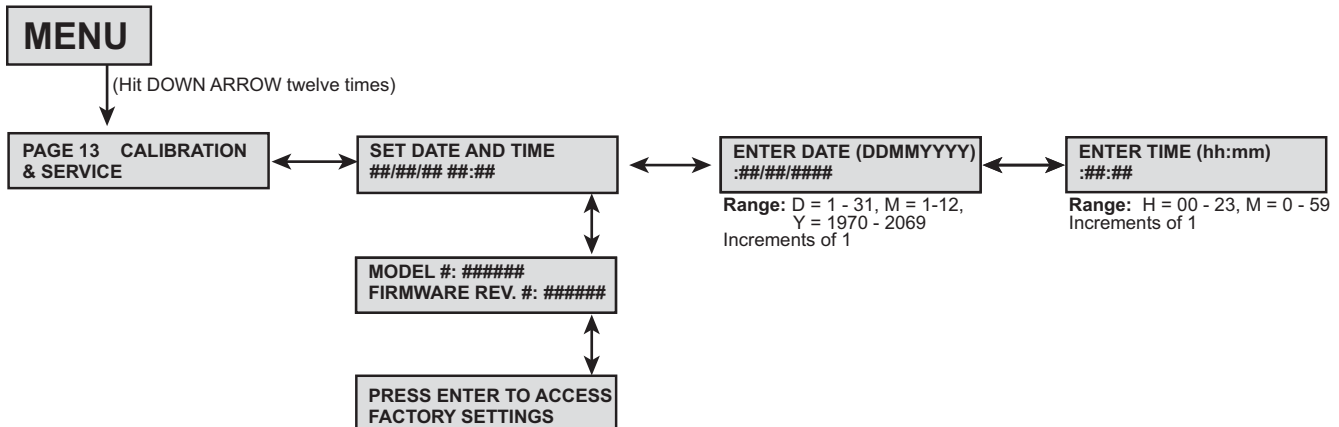 MENU
(Hit DOWN ARROW twelve times)
PAGE 13 CALIBRATION
& SERVICE
SET DATE AND TIME
##/##/## ##:##
ENTER DATE (DDMMYYYY)
:##/##/####
Range: D = 1 - 31, M = 1-12,
Y = 1970 - 2069
Increments of 1
ENTER TIME (hh:mm)
:##:##
Range: H = 00 - 23, M = 0 - 59
Increments of 1
MODEL #: ######
FIRMWARE REV. #: ######
PRESS ENTER TO ACCESS
FACTORY SETTINGS